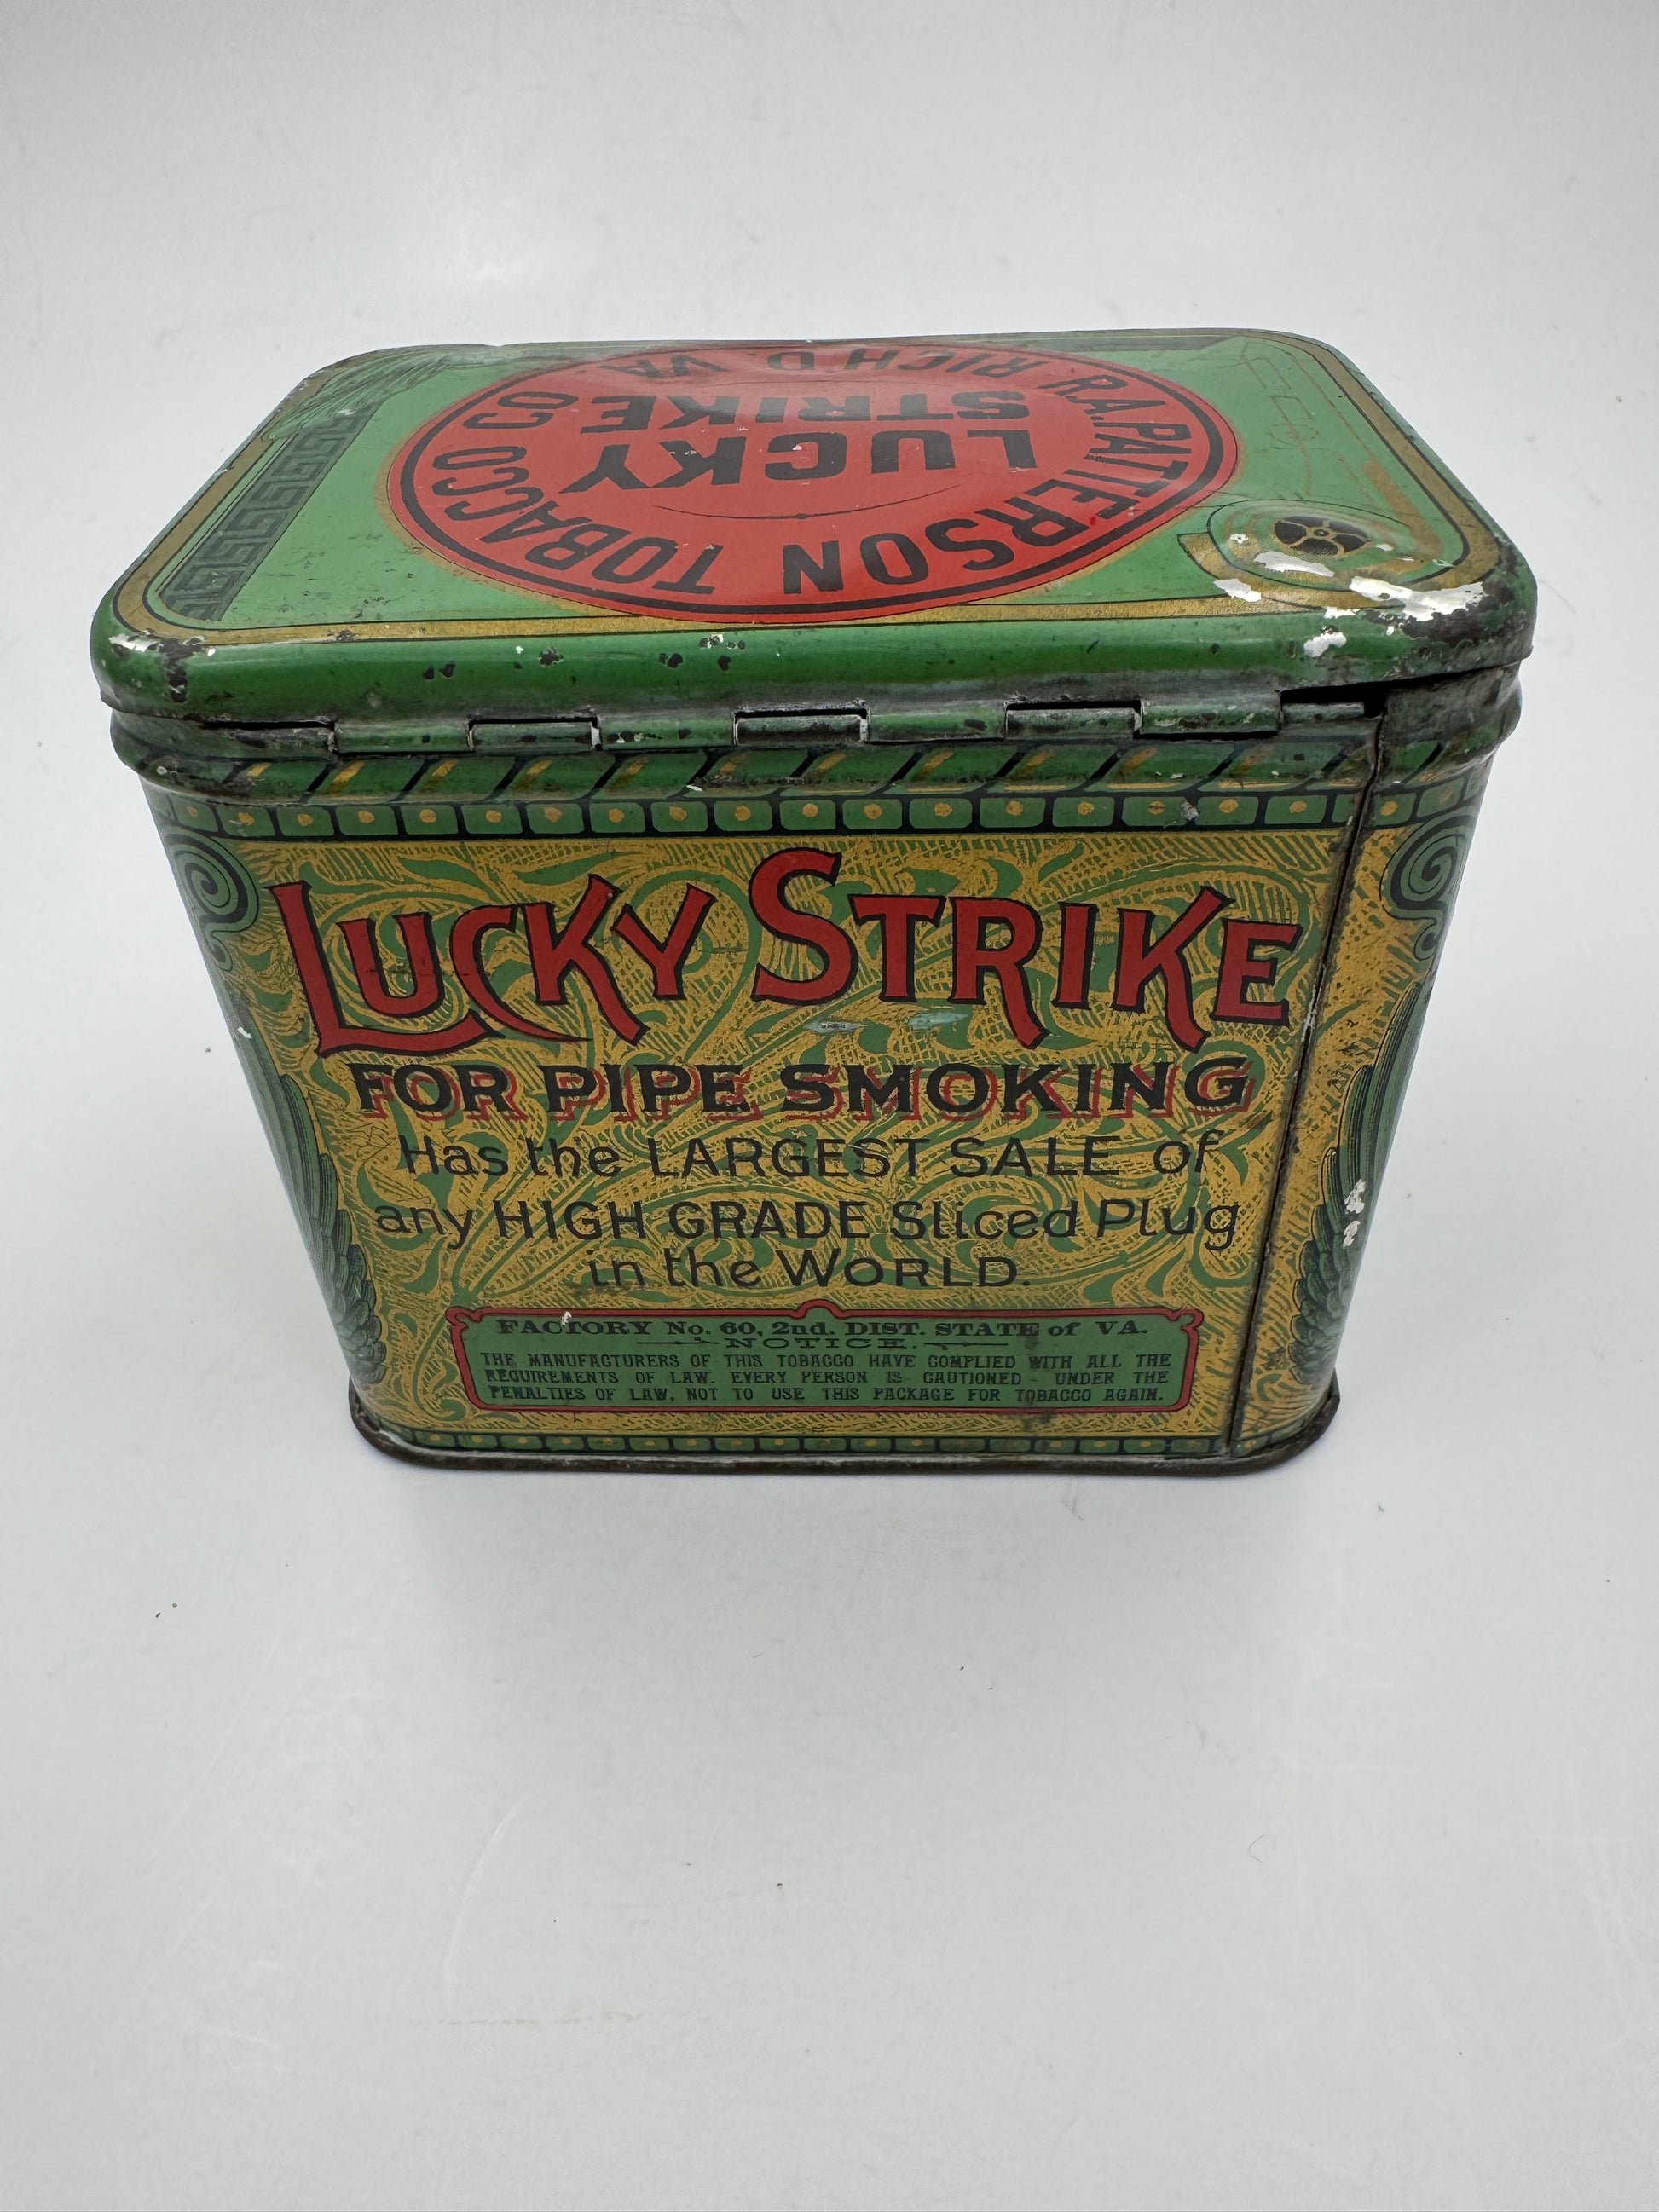 R.A. PATTERSON TOBACCO CO
RICH'D. VA.
LUCKY
STRIKE
LUCKY STRIKE
FOR PIPE SMOKING
Has the LARGEST SALE of
any HIGH GRADE Sliced Plug
in the WORLD.
FACTORY No. 60, 2nd. DIST. STATE of VA.
NOTICE.
THE MANUFACTURERS OF THIS TOBACCO HAVE COMPLIED WITH ALL THE
REQUIREMENTS OF LAW. EVERY PERSON IS CAUTIONED UNDER THE
PENALTIES OF LAW, NOT TO USE THIS PACKAGE FOR TOBACCO AGAIN.